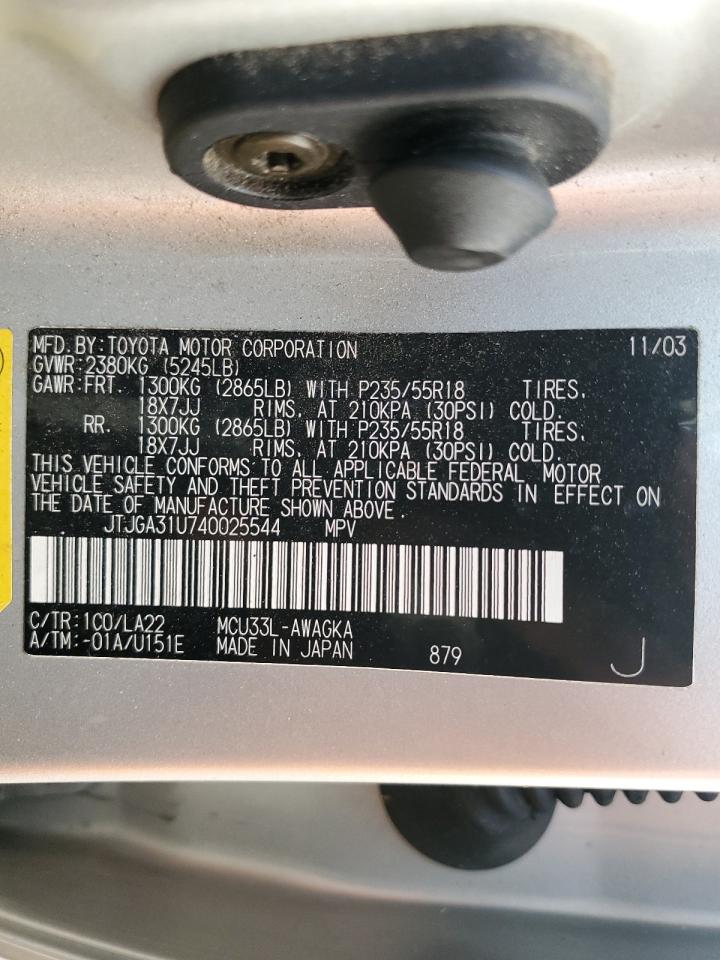 MFD. BY: TOYOTA MOTOR CORPORATION 11/03
GVWR: 2380KG (5245LB)
GAWR: FRT. 1300KG (2865LB) WITH P235/55R18 TIRES,
18X7JJ RIMS, AT 210KPA (30PSI) COLD.
RR. 1300KG (2865LB) WITH P235/55R18 TIRES,
18X7JJ RIMS, AT 210KPA (30PSI) COLD.
THIS VEHICLE CONFORMS TO ALL APPLICABLE FEDERAL MOTOR
VEHICLE SAFETY AND THEFT PREVENTION STANDARDS IN EFFECT ON
THE DATE OF MANUFACTURE SHOWN ABOVE.
JTJGA31U740025544 MPV
C/TR: 1C0/LA22 MCU33L-AWAGKA
A/TM: -01A/U151E MADE IN JAPAN 879 J